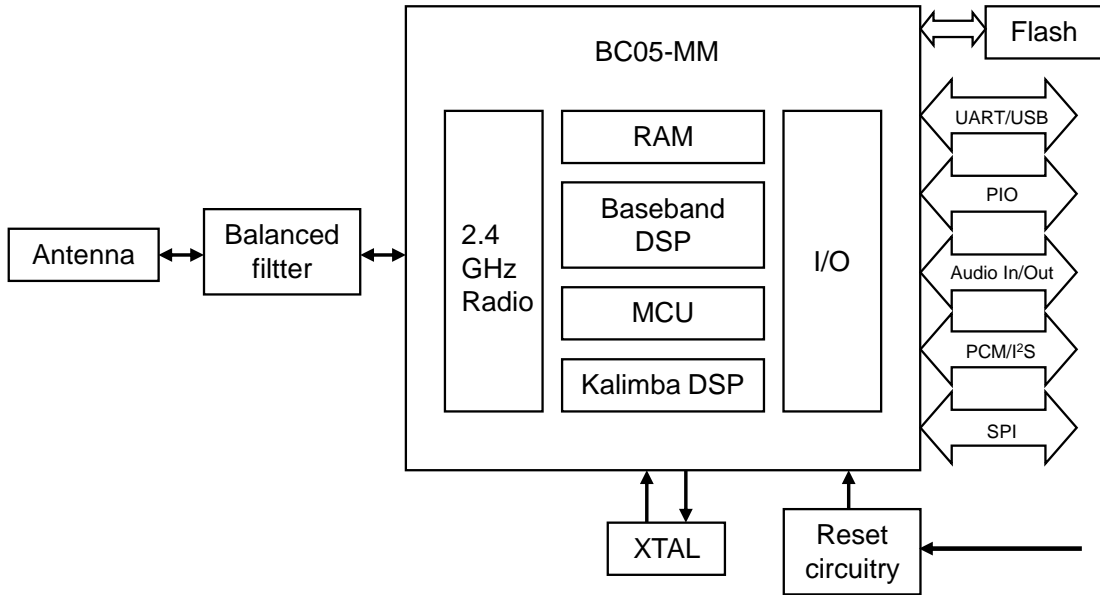 BC05-MM
Flash
RAM
UART/USB
Baseband
DSP
PIO
Antenna
Balanced
filtter
2.4
GHz
Radio
I/O
Audio In/Out
MCU
PCM/I²S
Kalimba DSP
SPI
XTAL
Reset
circuitry